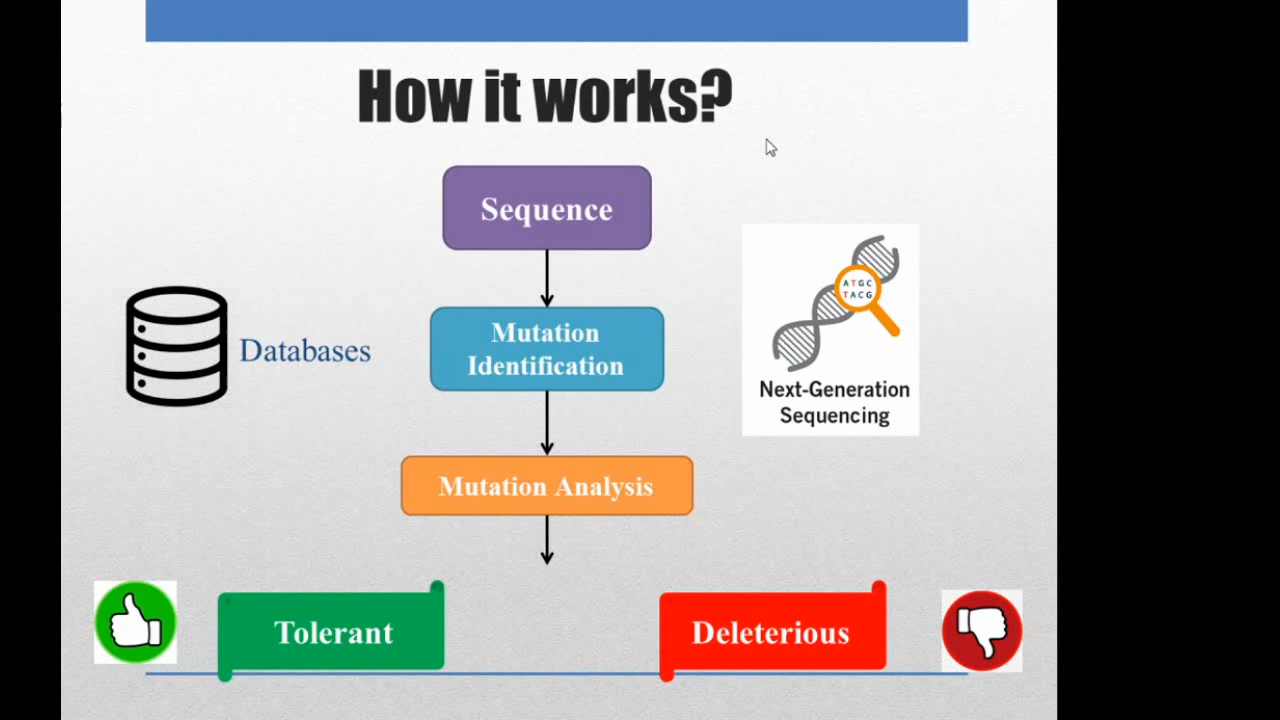 How it works?
Sequence
Databases
Mutation
Identification
ATGC
TACG
Next-Generation
Sequencing
Mutation Analysis
Tolerant
Deleterious